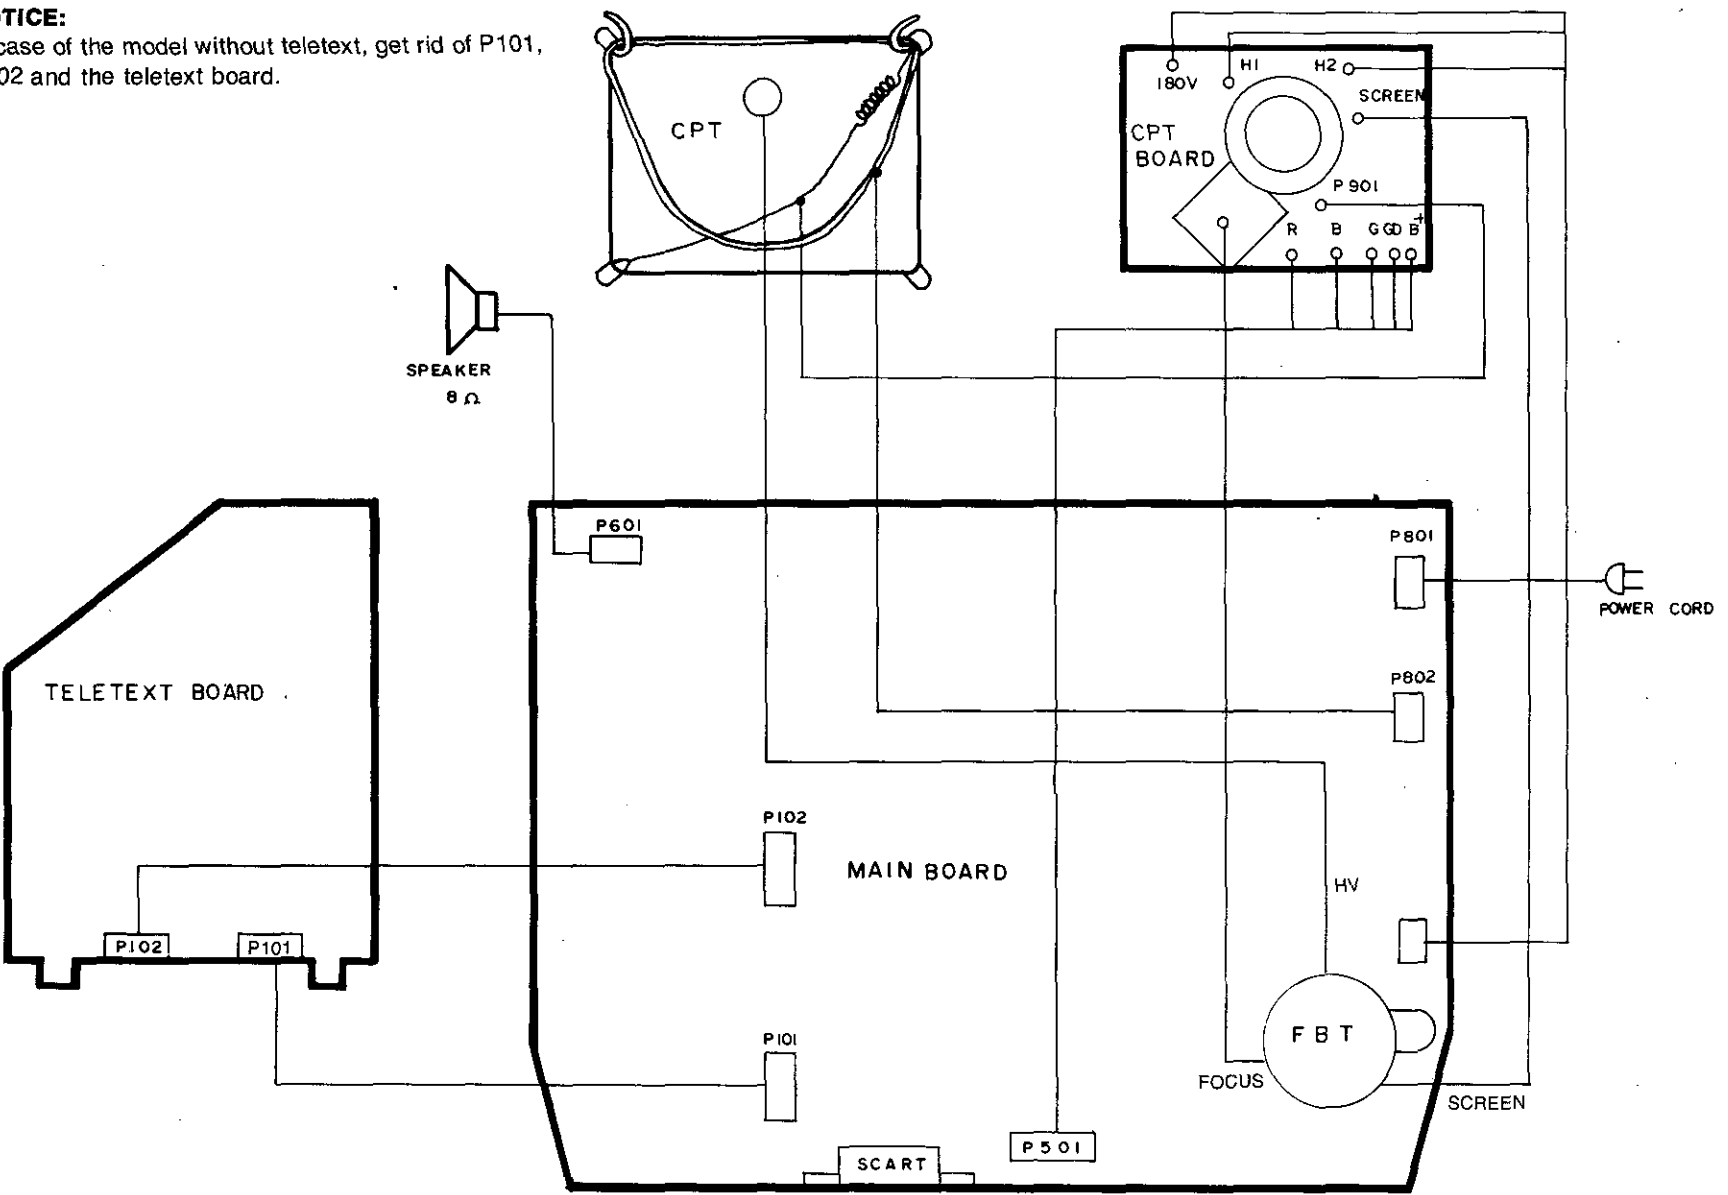 OTICE:
case of the model without teletext, get rid of P101,
02 and the teletext board.
CPT
180V
H1
H2
SCREEN
CPT
BOARD
P901
R B G GD B+
SPEAKER
8 Ω
P601
P801
POWER CORD
TELETEXT BOARD
P802
P102
MAIN BOARD
HV
P102
P101
FBT
P101
FOCUS
SCREEN
P501
SCART